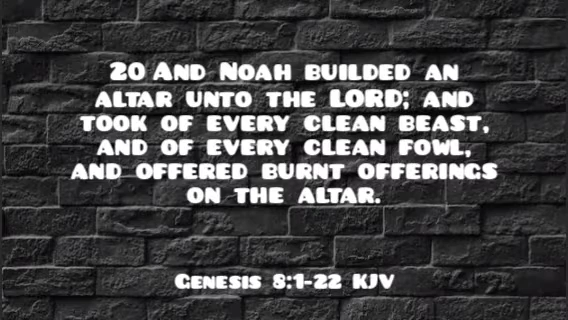 20 And Noah builded an
altar unto the LORD; and
took of every clean beast,
and of every clean fowl,
and offered burnt offerings
on the altar.
Genesis 8:1-22 KJV